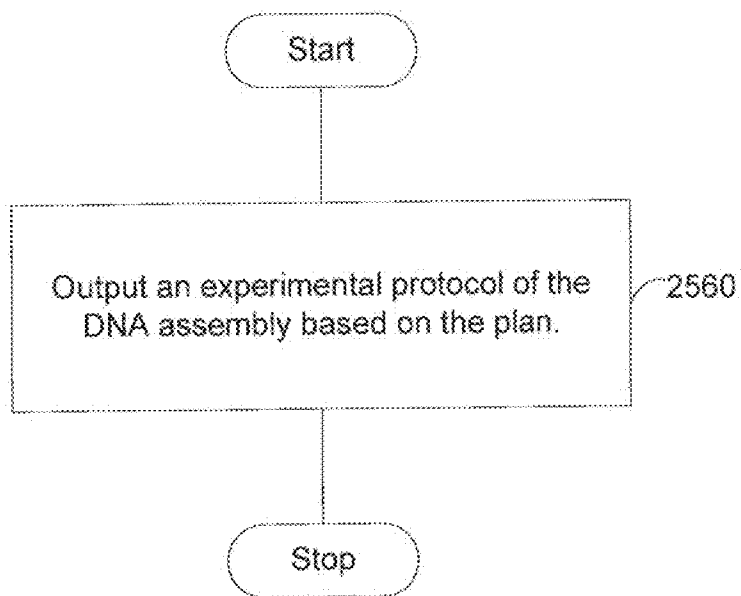 Start
Output an experimental protocol of the
DNA assembly based on the plan.
2560
Stop